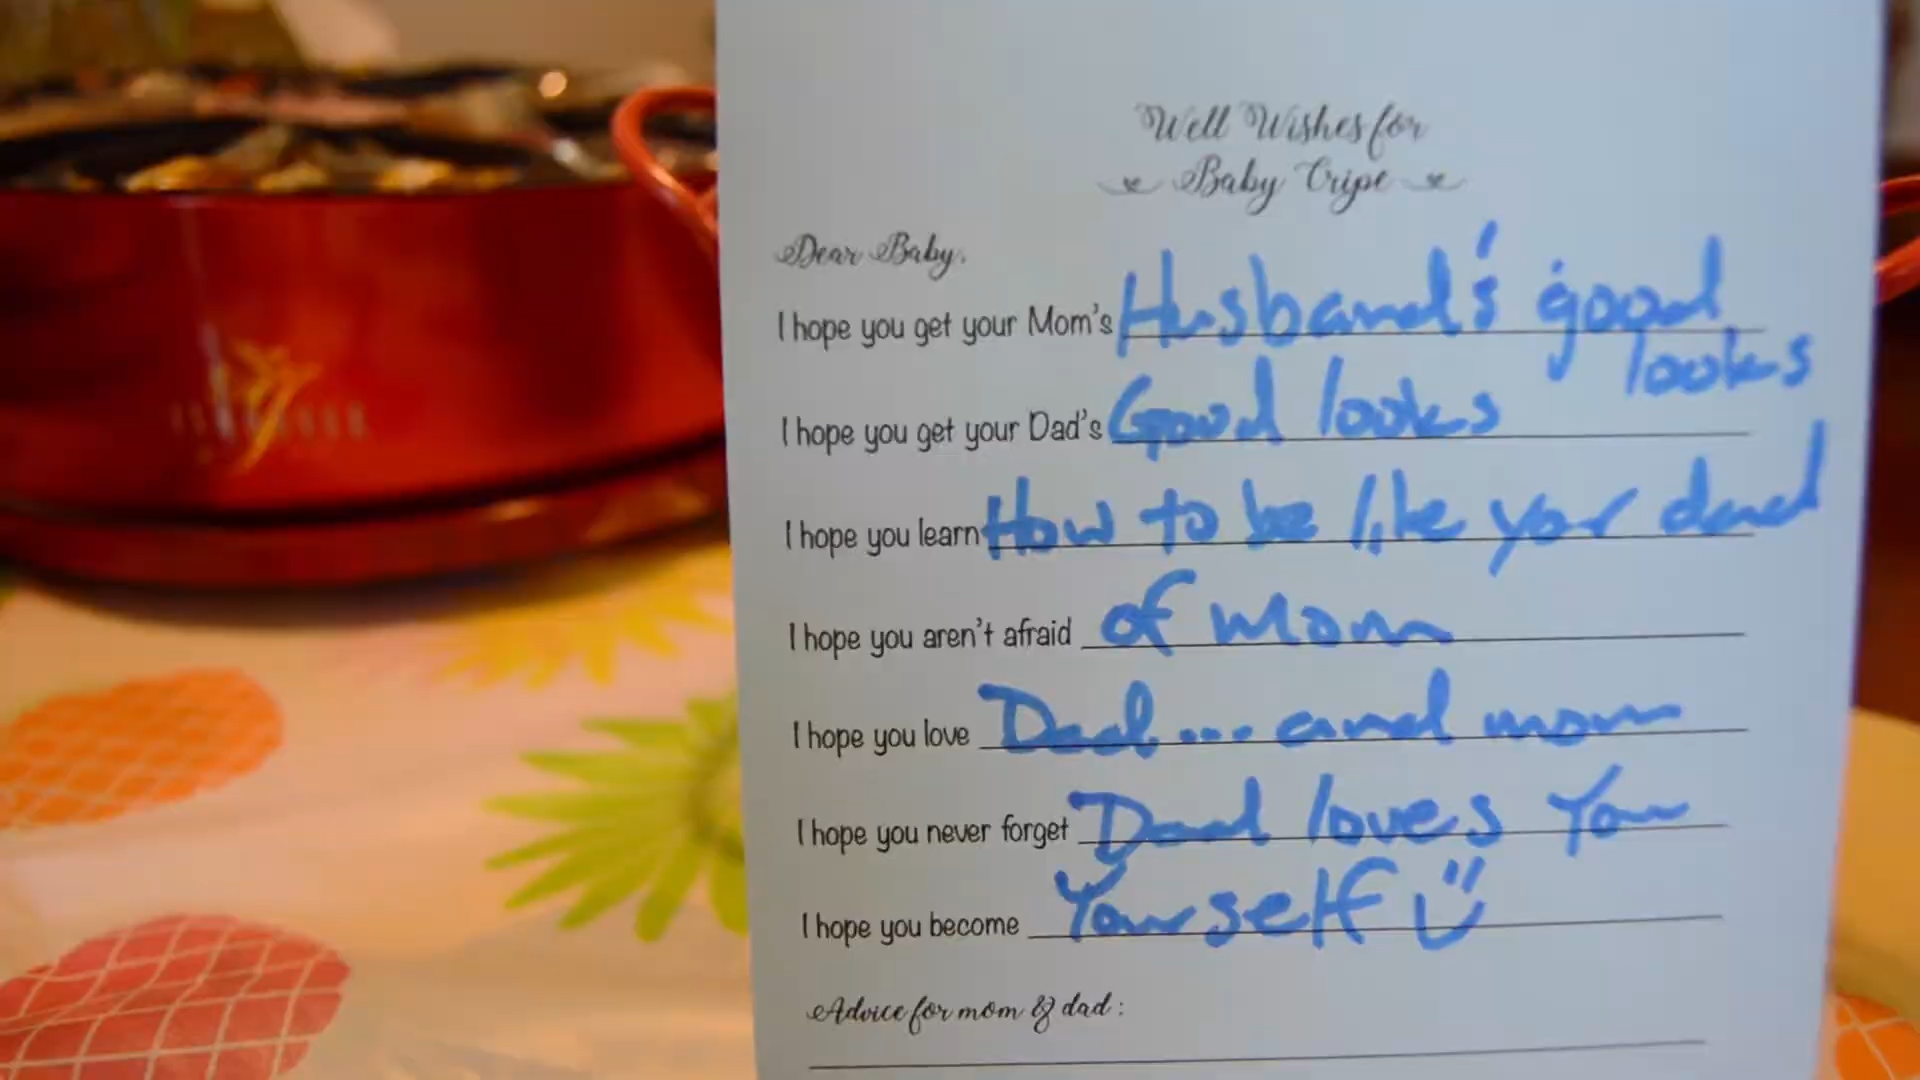 Well Wishes for
Baby Cripe
Dear Baby,
I hope you get your Mom's Husband's good
looks
I hope you get your Dad's Good looks
I hope you learn How to be like your dad
I hope you aren't afraid of mom
I hope you love Dad... and mom
I hope you never forget Dad loves You
I hope you become Yourself
Advice for mom & dad: